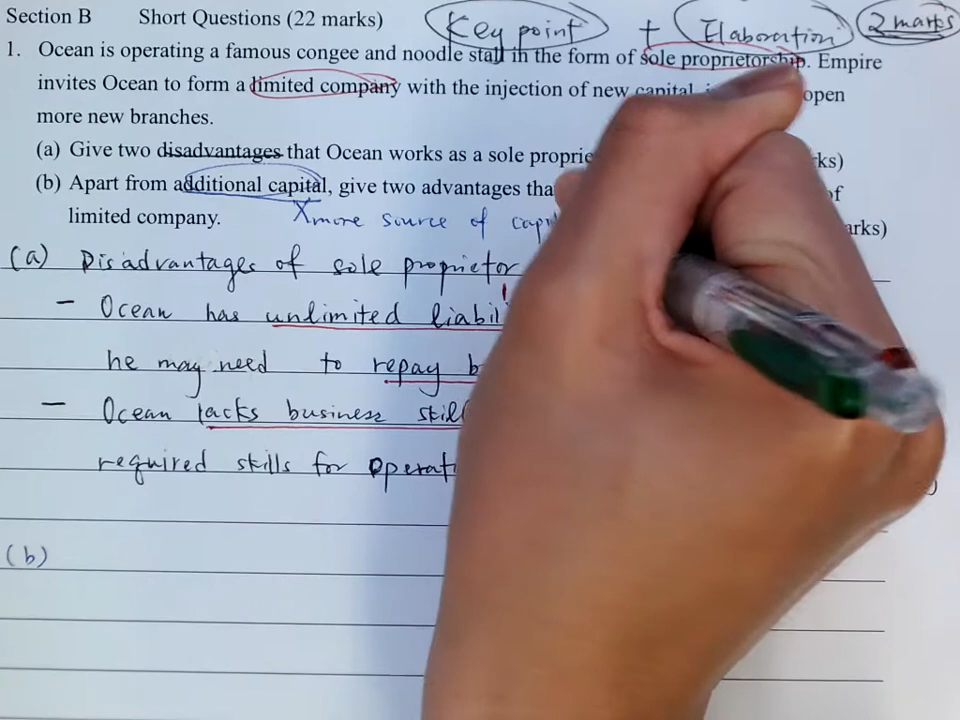 Section B Short Questions (22 marks) Key point + Elaboration 2 marks
1. Ocean is operating a famous congee and noodle stall in the form of sole proprietorship. Empire
invites Ocean to form a limited company with the injection of new capital, open
more new branches.
(a) Give two disadvantages that Ocean works as a sole proprie ks)
(b) Apart from additional capital, give two advantages tha of
limited company. arks)
X more source of capi
(a) Disadvantages of sole proprietor
- Ocean has unlimited liabili
he may need to repay b
- Ocean lacks business skill
required skills for operati
(b)